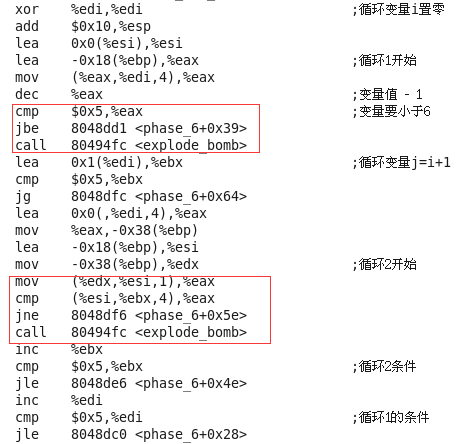 xor %edi,%edi ;循环变量i置零
add $0x10,%esp
lea 0x0(%esi),%esi
lea -0x18(%ebp),%eax ;循环1开始
mov (%eax,%edi,4),%eax
dec %eax ;变量值 - 1
cmp $0x5,%eax ;变量要小于6
jbe 8048dd1 <phase_6+0x39>
call 80494fc <explode_bomb>
lea 0x1(%edi),%ebx ;循环变量j=i+1
cmp $0x5,%ebx
jg 8048dfc <phase_6+0x64>
lea 0x0(,%edi,4),%eax
mov %eax,-0x38(%ebp)
lea -0x18(%ebp),%esi
mov -0x38(%ebp),%edx ;循环2开始
mov (%edx,%esi,1),%eax
cmp (%esi,%ebx,4),%eax
jne 8048df6 <phase_6+0x5e>
call 80494fc <explode_bomb>
inc %ebx
cmp $0x5,%ebx ;循环2条件
jle 8048de6 <phase_6+0x4e>
inc %edi
cmp $0x5,%edi ;循环1的条件
jle 8048dc0 <phase_6+0x28>